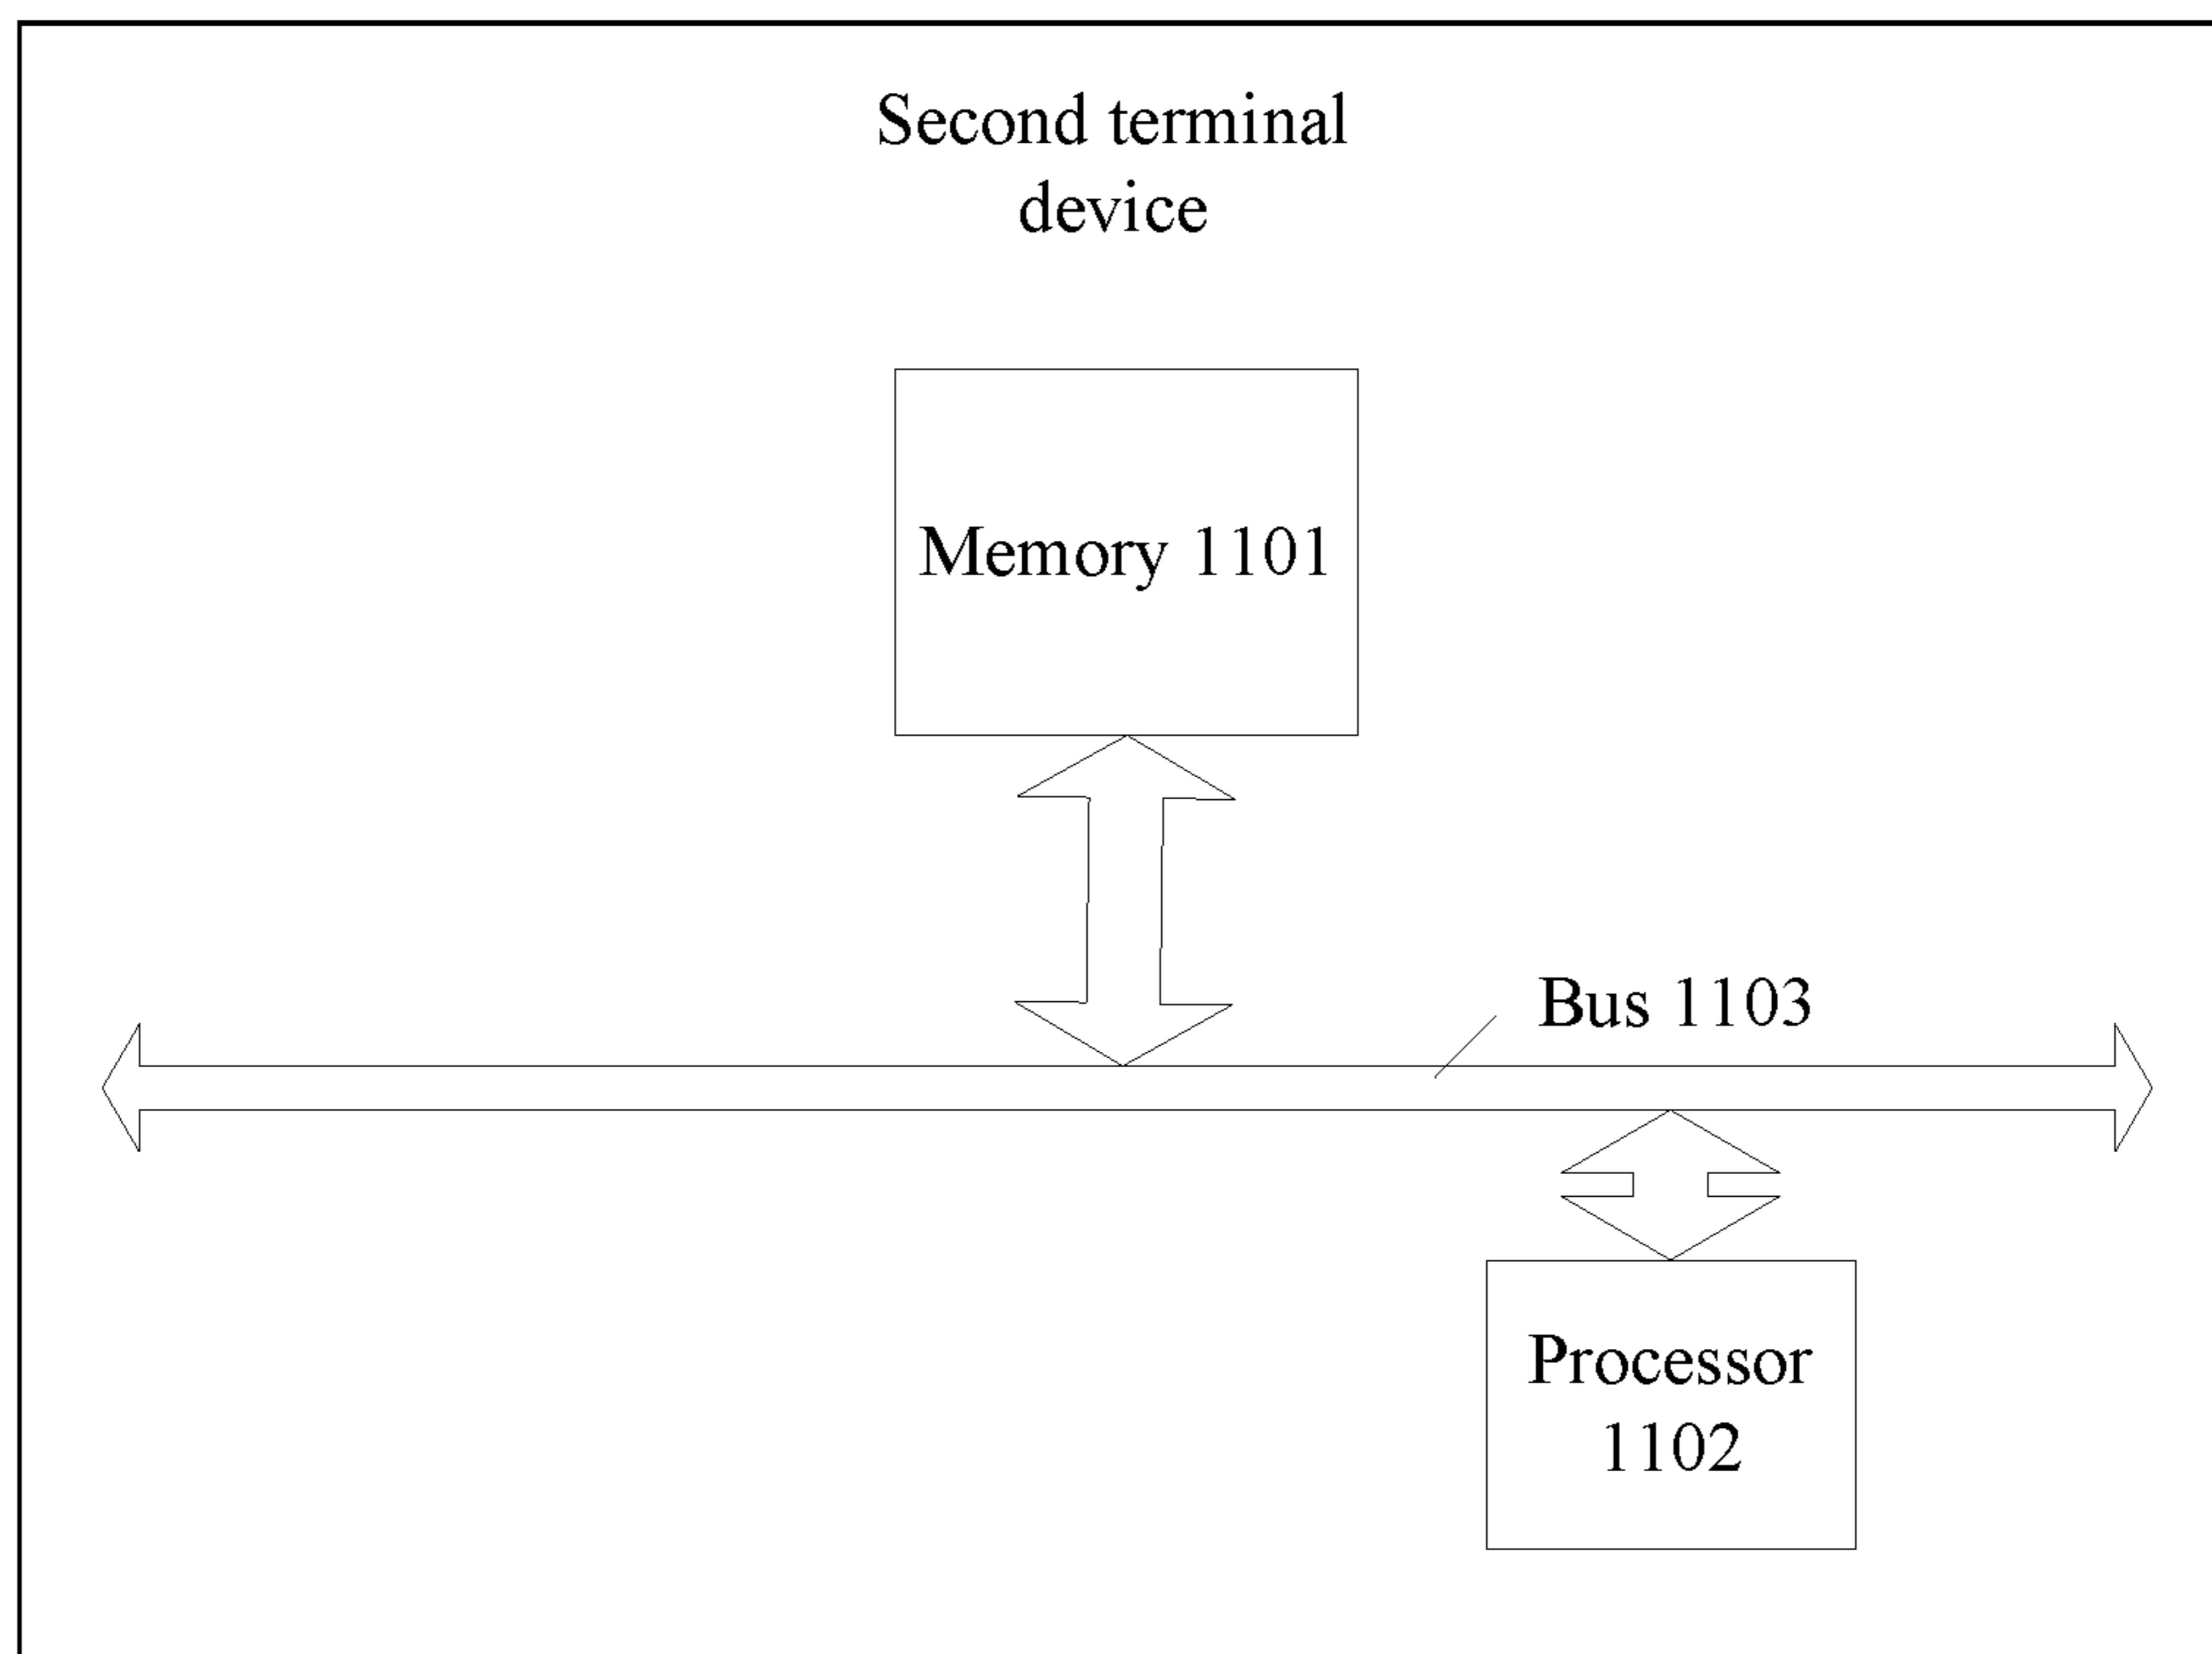 Second terminal
device
Memory 1101
Bus 1103
Processor
1102